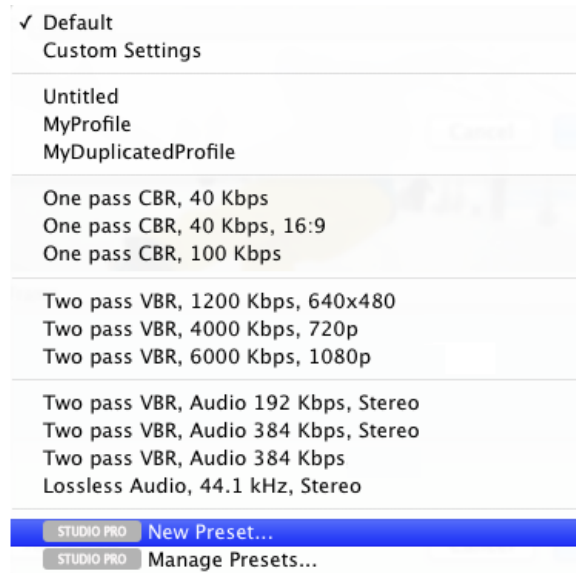 ✓ Default
Custom Settings
Untitled
MyProfile
MyDuplicatedProfile
One pass CBR, 40 Kbps
One pass CBR, 40 Kbps, 16:9
One pass CBR, 100 Kbps
Two pass VBR, 1200 Kbps, 640x480
Two pass VBR, 4000 Kbps, 720p
Two pass VBR, 6000 Kbps, 1080p
Two pass VBR, Audio 192 Kbps, Stereo
Two pass VBR, Audio 384 Kbps, Stereo
Two pass VBR, Audio 384 Kbps
Lossless Audio, 44.1 kHz, Stereo
STUDIO PRO New Preset...
STUDIO PRO Manage Presets...